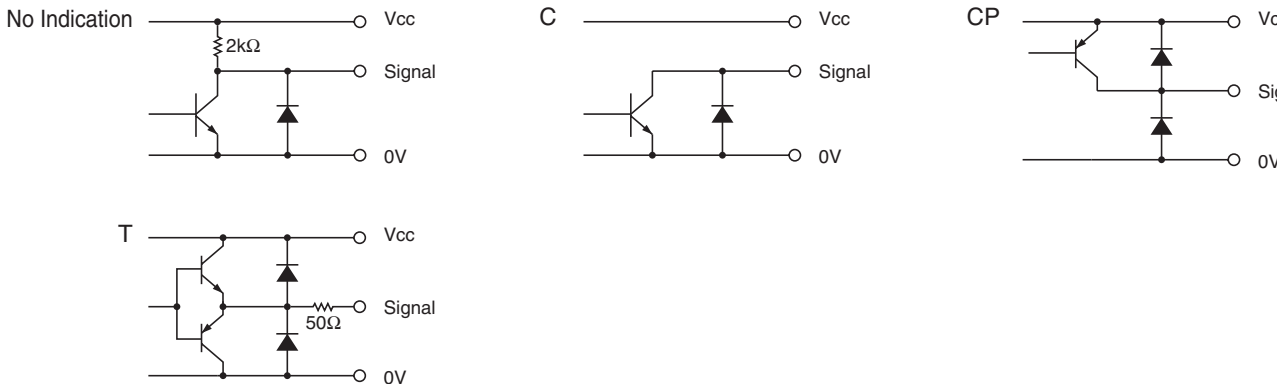 No Indication
Vcc
2kΩ
Signal
0V
C
Vcc
Signal
0V
CP
0V
T
Vcc
Signal
50Ω
0V